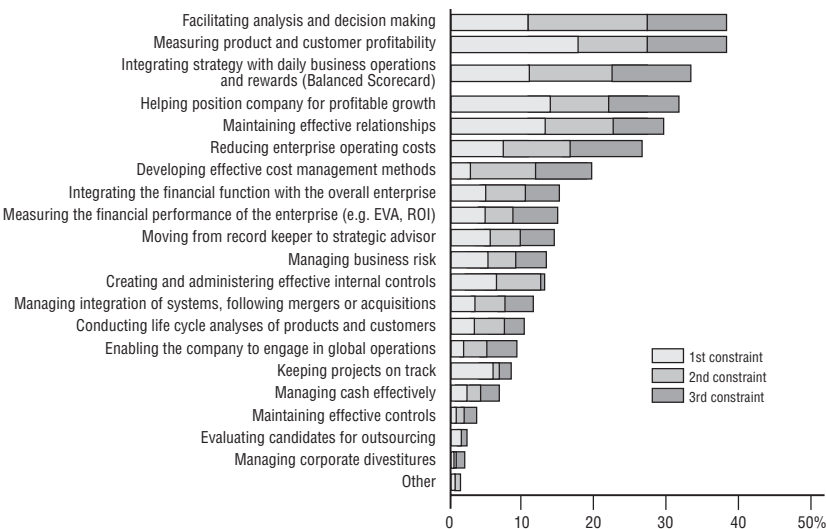 Facilitating analysis and decision making
Measuring product and customer profitability
Integrating strategy with daily business operations
and rewards (Balanced Scorecard)
Helping position company for profitable growth
Maintaining effective relationships
Reducing enterprise operating costs
Developing effective cost management methods
Integrating the financial function with the overall enterprise
Measuring the financial performance of the enterprise (e.g. EVA, ROI)
Moving from record keeper to strategic advisor
Managing business risk
Creating and administering effective internal controls
Managing integration of systems, following mergers or acquisitions
Conducting life cycle analyses of products and customers
Enabling the company to engage in global operations
Keeping projects on track
Managing cash effectively
Maintaining effective controls
Evaluating candidates for outsourcing
Managing corporate divestitures
Other
1st constraint
2nd constraint
3rd constraint
0 10 20 30 40 50%